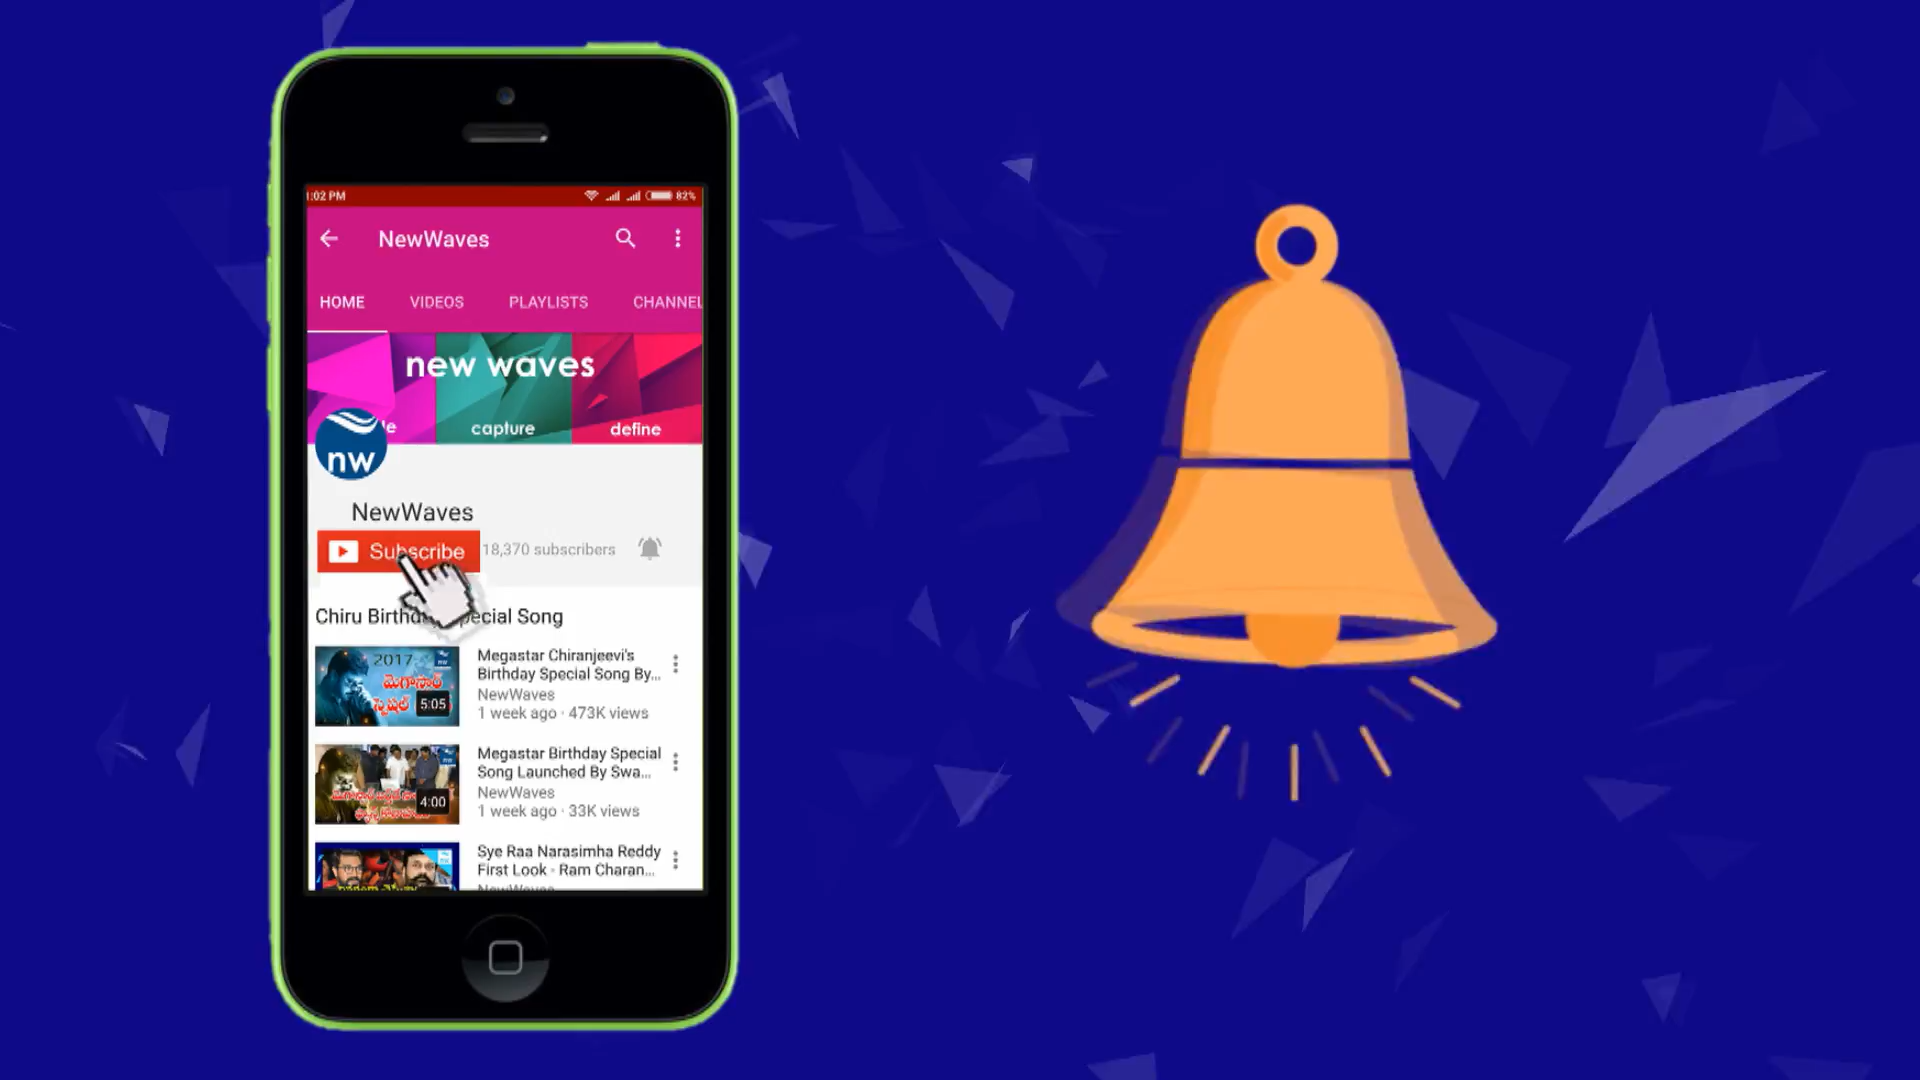 1:02 PM
82%
NewWaves
HOME VIDEOS PLAYLISTS CHANNEL
new waves
capture define
nw
NewWaves
Subscribe 18,370 subscribers
Song
2017
మెగాస్టార్
స్పెషల్
5:05
Megastar Chiranjeevi's
Birthday Special Song By...
NewWaves
1 week ago · 473K views
4:00
Megastar Birthday Special
Song Launched By Swa...
NewWaves
1 week ago · 33K views
Sye Raa Narasimha Reddy
First Look - Ram Charan...
NewWaves